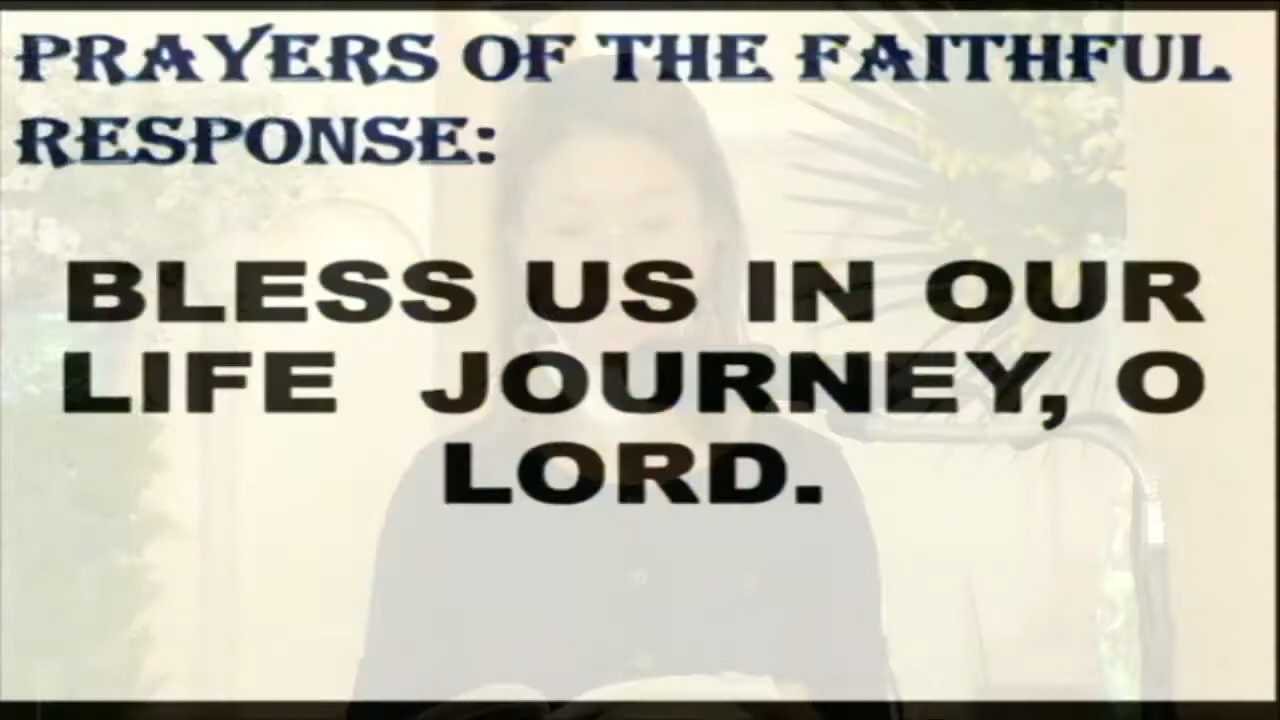 PRAYERS OF THE FAITHFUL
RESPONSE:
BLESS US IN OUR
LIFE JOURNEY, O
LORD.